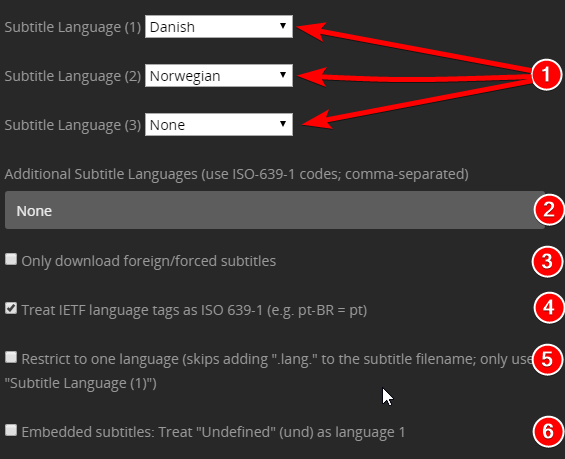 Subtitle Language (1) Danish
1
Subtitle Language (2) Norwegian
Subtitle Language (3) None
Additional Subtitle Languages (use ISO-639-1 codes; comma-separated)
None 2
Only download foreign/forced subtitles 3
Treat IETF language tags as ISO 639-1 (e.g. pt-BR = pt) 4
Restrict to one language (skips adding ".lang." to the subtitle filename; only use 5
"Subtitle Language (1)")
Embedded subtitles: Treat "Undefined" (und) as language 1 6